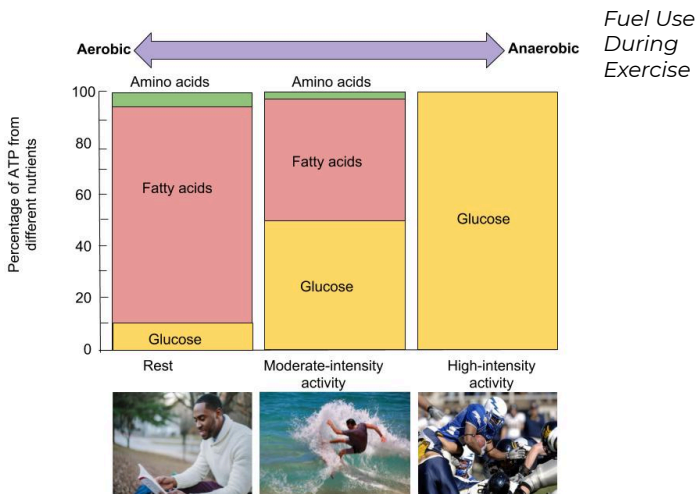 Fuel Use
During
Exercise
Aerobic
Anaerobic
Amino acids
Amino acids
Percentage of ATP from
different nutrients
100
80
60
40
20
0
Fatty acids
Glucose
Fatty acids
Glucose
Glucose
Rest
Moderate-intensity
activity
High-intensity
activity